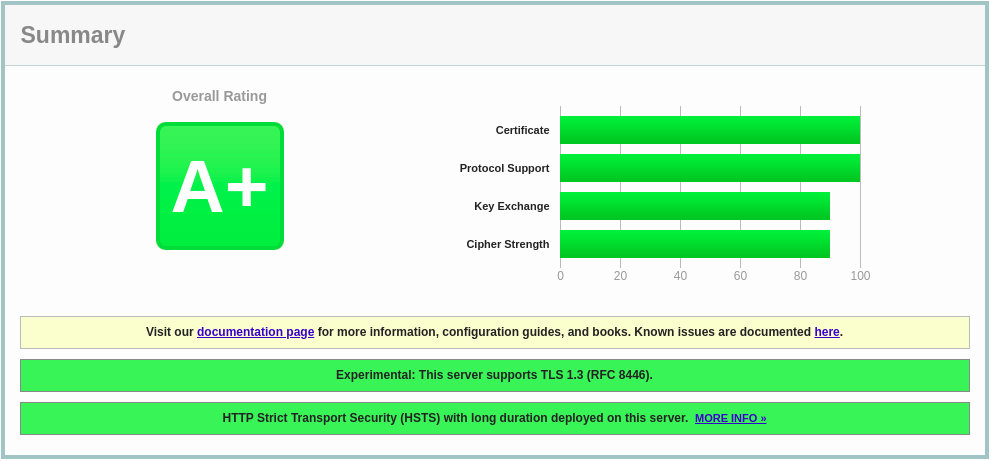 Summary
Overall Rating
A+
Certificate
Protocol Support
Key Exchange
Cipher Strength
0 20 40 60 80 100
Visit our documentation page for more information, configuration guides, and books. Known issues are documented here.
Experimental: This server supports TLS 1.3 (RFC 8446).
HTTP Strict Transport Security (HSTS) with long duration deployed on this server. MORE INFO »